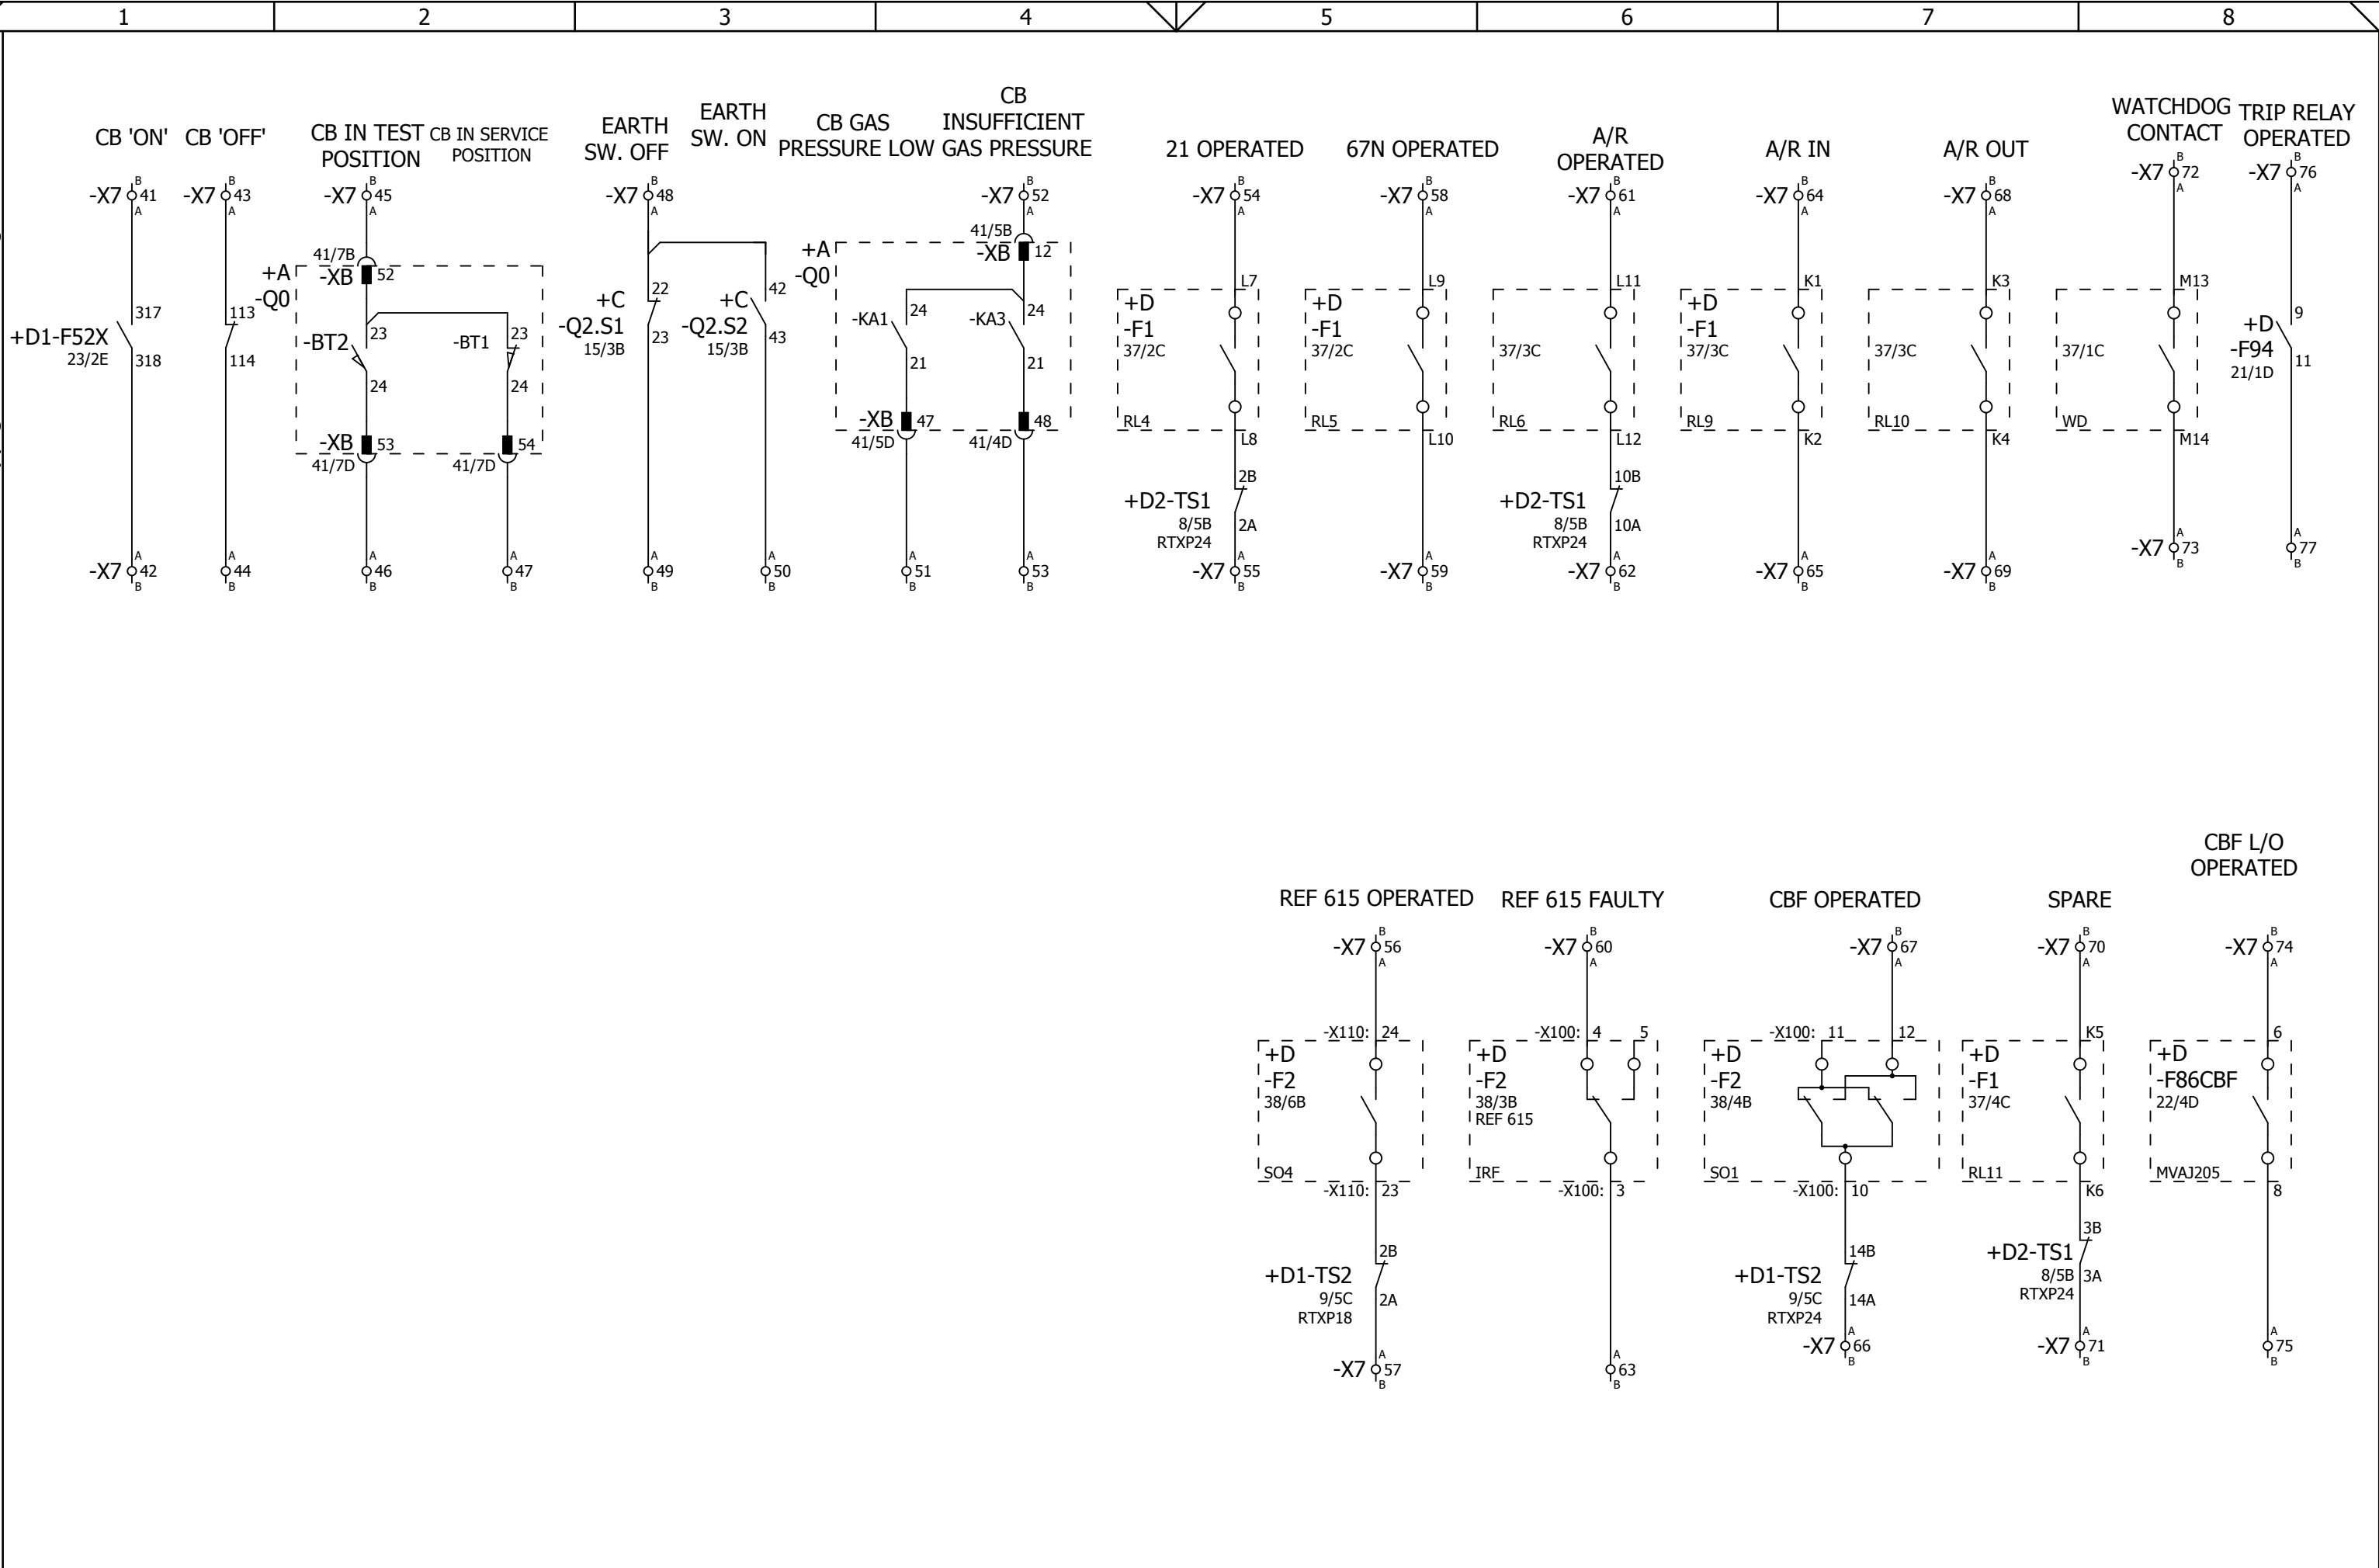 1 2 3 4 5 6 7 8
CB 'ON'
-X7 41
B
A
317
+D1-F52X
23/2E
318
A
-X7 42
B
CB 'OFF'
B
-X7 43
A
113
114
A
44
B
CB IN TEST
POSITION
B
-X7 45
A
41/7B
+A
-XB 52
-Q0
23
-BT2
24
-XB 53
41/7D
A
46
B
CB IN SERVICE
POSITION
23
-BT1
24
54
41/7D
A
47
B
EARTH
SW. OFF
B
-X7 48
A
22
+C
-Q2.S1
15/3B
23
A
49
B
EARTH
SW. ON
42
+C
-Q2.S2
15/3B
43
A
50
B
CB GAS
PRESSURE LOW
+A
-Q0
24
-KA1
21
-XB 47
41/5D
A
51
B
CB
INSUFFICIENT
GAS PRESSURE
B
-X7 52
A
41/5B
-XB 12
24
-KA3
21
48
41/4D
A
53
B
21 OPERATED
B
-X7 54
A
L7
+D
-F1
37/2C
RL4
L8
2B
+D2-TS1
8/5B
2A
RTXP24
A
-X7 55
B
67N OPERATED
B
-X7 58
A
L9
+D
-F1
37/2C
RL5
L10
A
-X7 59
B
A/R
OPERATED
B
-X7 61
A
L11
37/3C
RL6
L12
10B
+D2-TS1
8/5B
10A
RTXP24
A
-X7 62
B
A/R IN
B
-X7 64
A
K1
+D
-F1
37/3C
RL9
K2
A
-X7 65
B
A/R OUT
B
-X7 68
A
K3
37/3C
RL10
K4
A
-X7 69
B
WATCHDOG
CONTACT
B
-X7 72
A
M13
37/1C
WD
M14
A
-X7 73
B
TRIP RELAY
OPERATED
B
-X7 76
A
9
+D
-F94
21/1D
11
A
77
B
REF 615 OPERATED
B
-X7 56
A
-X110: 24
+D
-F2
38/6B
SO4
-X110: 23
2B
+D1-TS2
9/5C
2A
RTXP18
A
-X7 57
B
REF 615 FAULTY
B
-X7 60
A
-X100: 4 5
+D
-F2
38/3B
REF 615
IRF
-X100: 3
A
63
B
CBF OPERATED
B
-X7 67
A
-X100: 11 12
+D
-F2
38/4B
SO1
-X100: 10
14B
+D1-TS2
9/5C
14A
RTXP24
A
-X7 66
B
SPARE
B
-X7 70
A
K5
+D
-F1
37/4C
RL11
K6
3B
+D2-TS1
8/5B
3A
RTXP24
A
-X7 71
B
CBF L/O
OPERATED
B
-X7 74
A
6
+D
-F86CBF
22/4D
MVAJ205
8
A
75
B